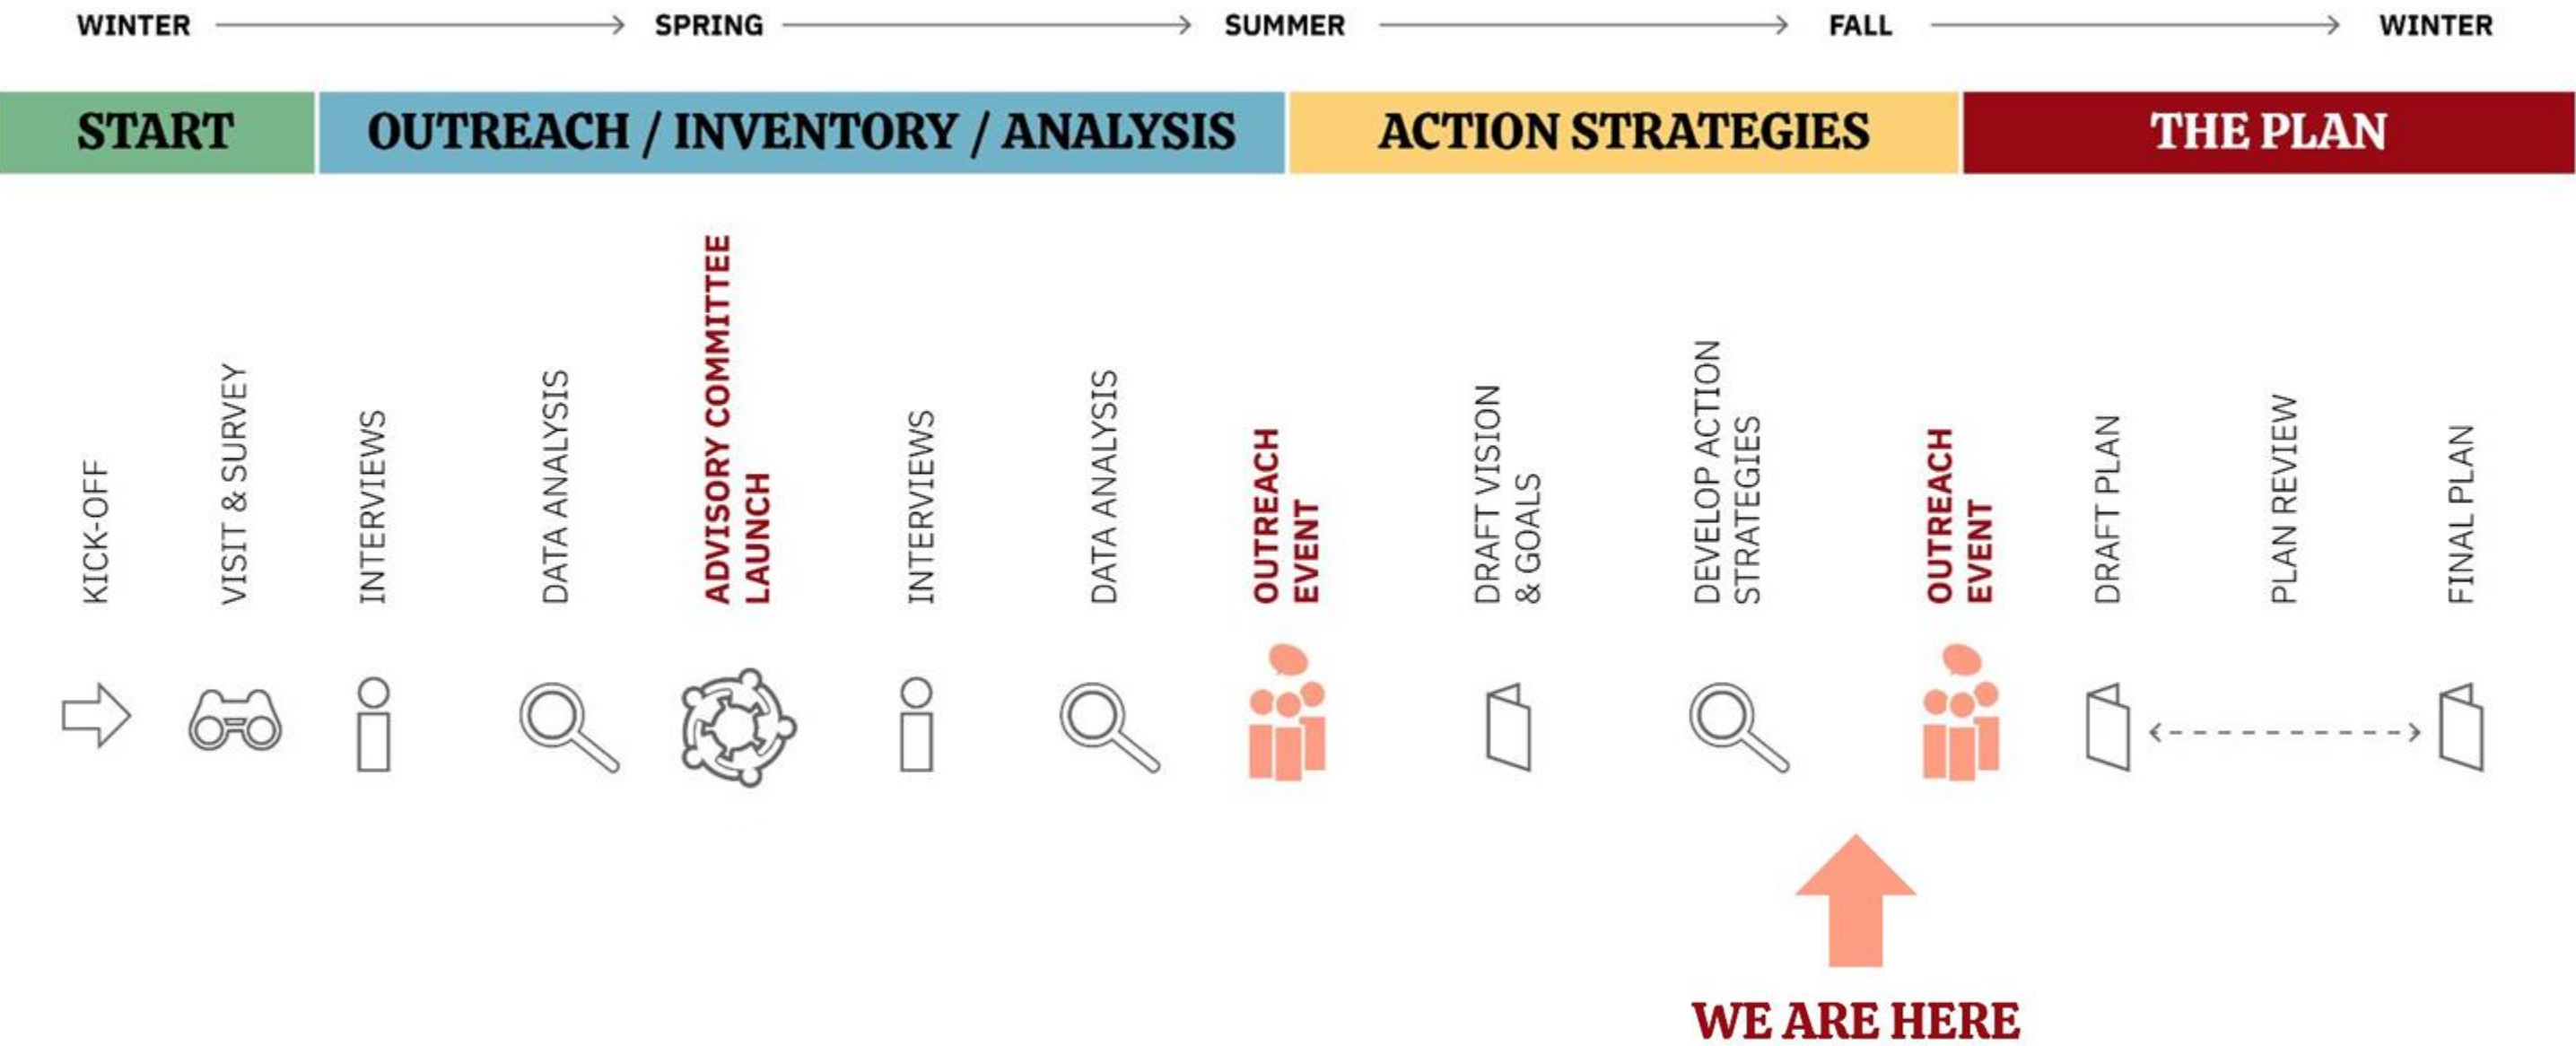 WINTER SPRING SUMMER FALL WINTER
START OUTREACH / INVENTORY / ANALYSIS ACTION STRATEGIES THE PLAN
KICK-OFF
VISIT & SURVEY
INTERVIEWS
DATA ANALYSIS
ADVISORY COMMITTEE
LAUNCH
INTERVIEWS
DATA ANALYSIS
OUTREACH
EVENT
DRAFT VISION
& GOALS
DEVELOP ACTION
STRATEGIES
OUTREACH
EVENT
DRAFT PLAN
PLAN REVIEW
FINAL PLAN
WE ARE HERE